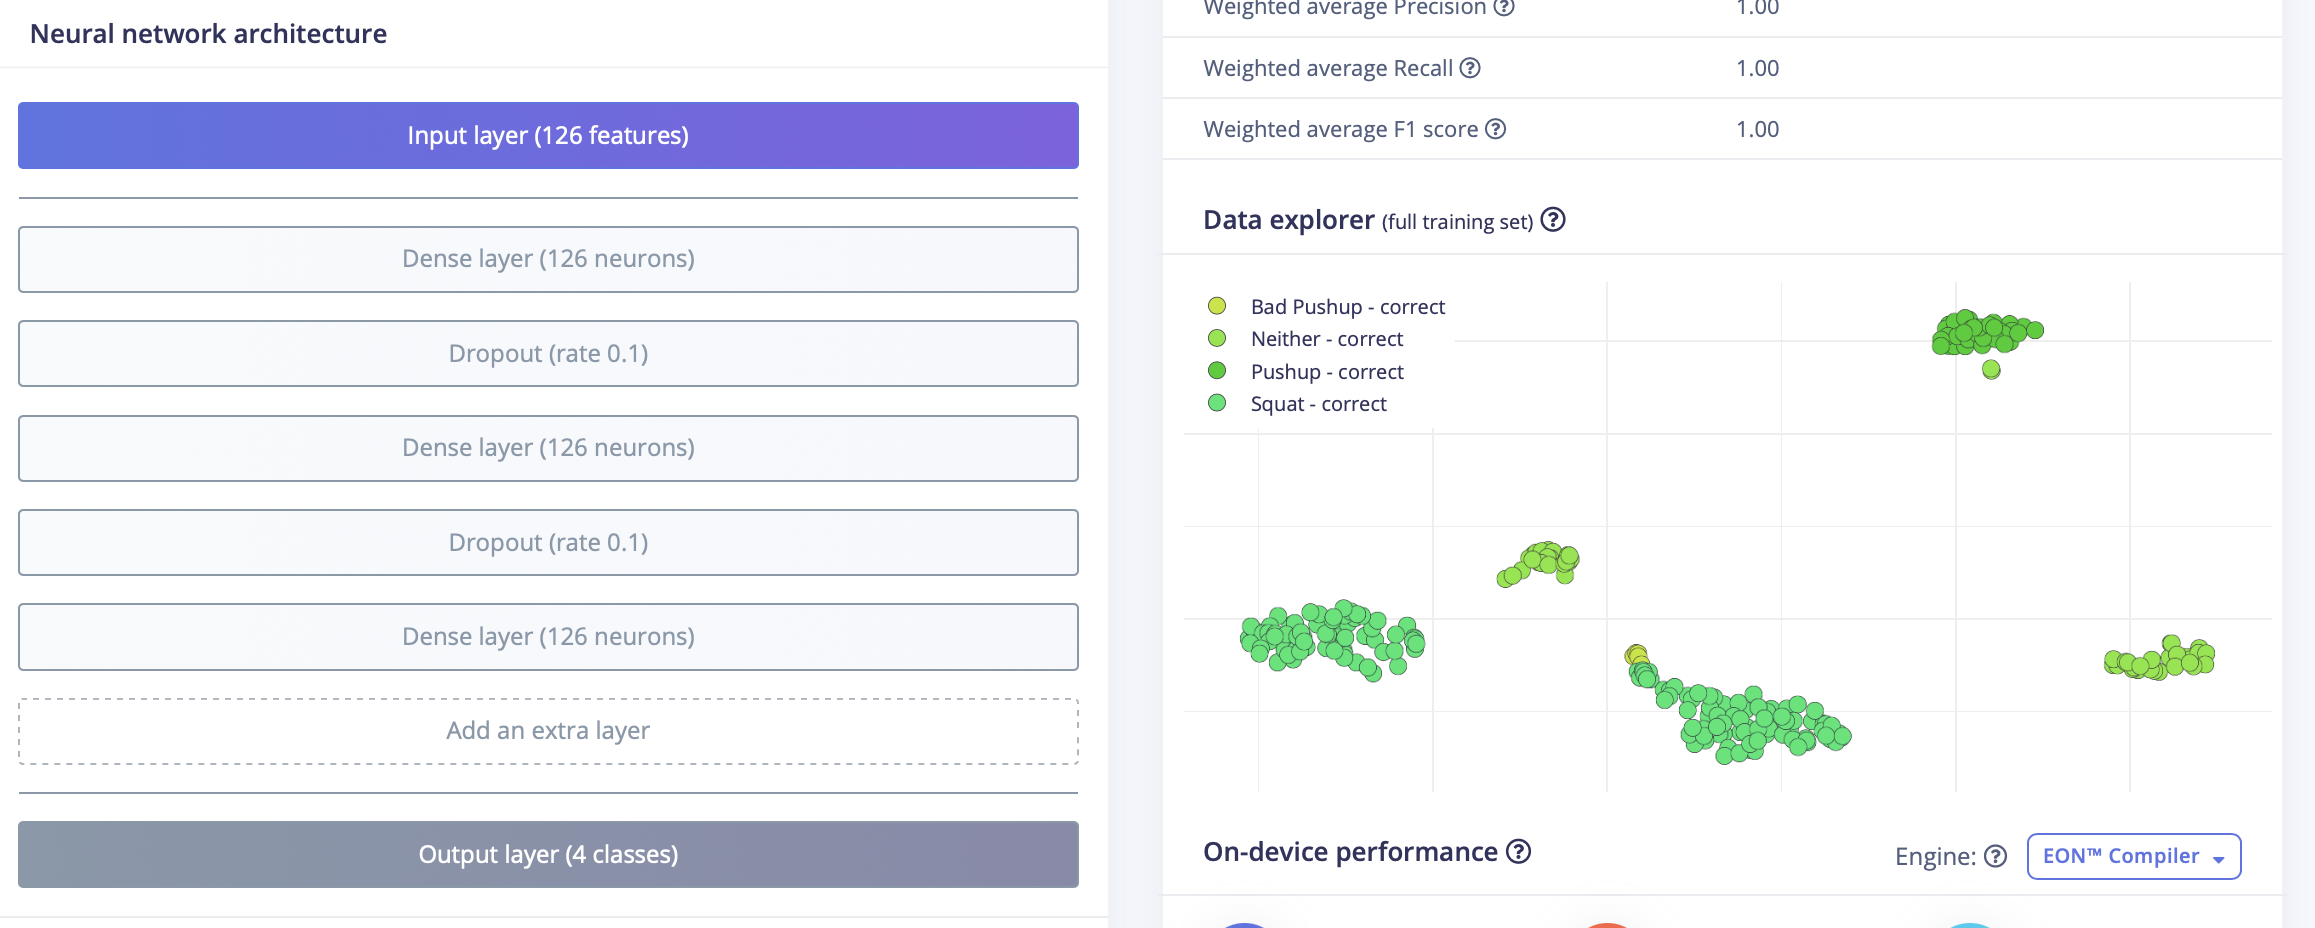 Neural network architecture
Input layer (126 features)
Dense layer (126 neurons)
Dropout (rate 0.1)
Dense layer (126 neurons)
Dropout (rate 0.1)
Dense layer (126 neurons)
Add an extra layer
Output layer (4 classes)
Weighted average Precision ? 1.00
Weighted average Recall ? 1.00
Weighted average F1 score ? 1.00
Data explorer (full training set) ?
Bad Pushup - correct
Neither - correct
Pushup - correct
Squat - correct
On-device performance ?
Engine: ? EON™ Compiler